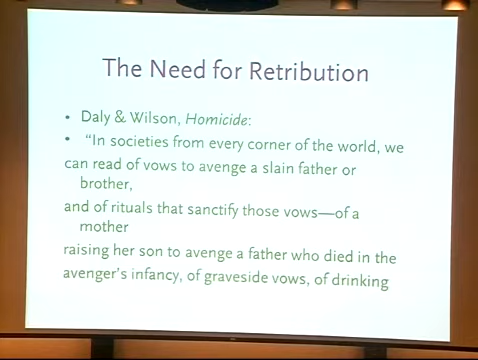 The Need for Retribution
• Daly & Wilson, Homicide:
• “In societies from every corner of the world, we
can read of vows to avenge a slain father or
brother,
and of rituals that sanctify those vows—of a
mother
raising her son to avenge a father who died in the
avenger's infancy, of graveside vows, of drinking